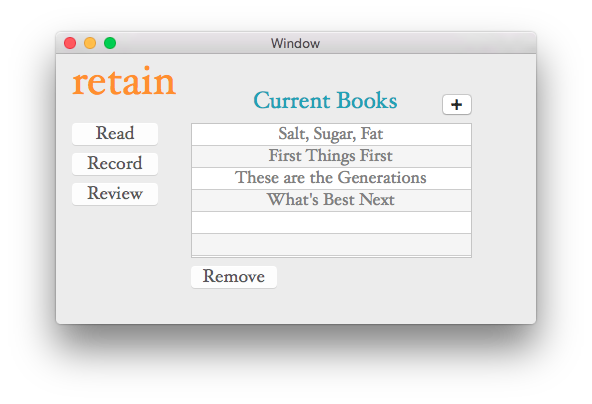 Window
retain
Current Books
+
Read
Record
Review
Salt, Sugar, Fat
First Things First
These are the Generations
What's Best Next
Remove